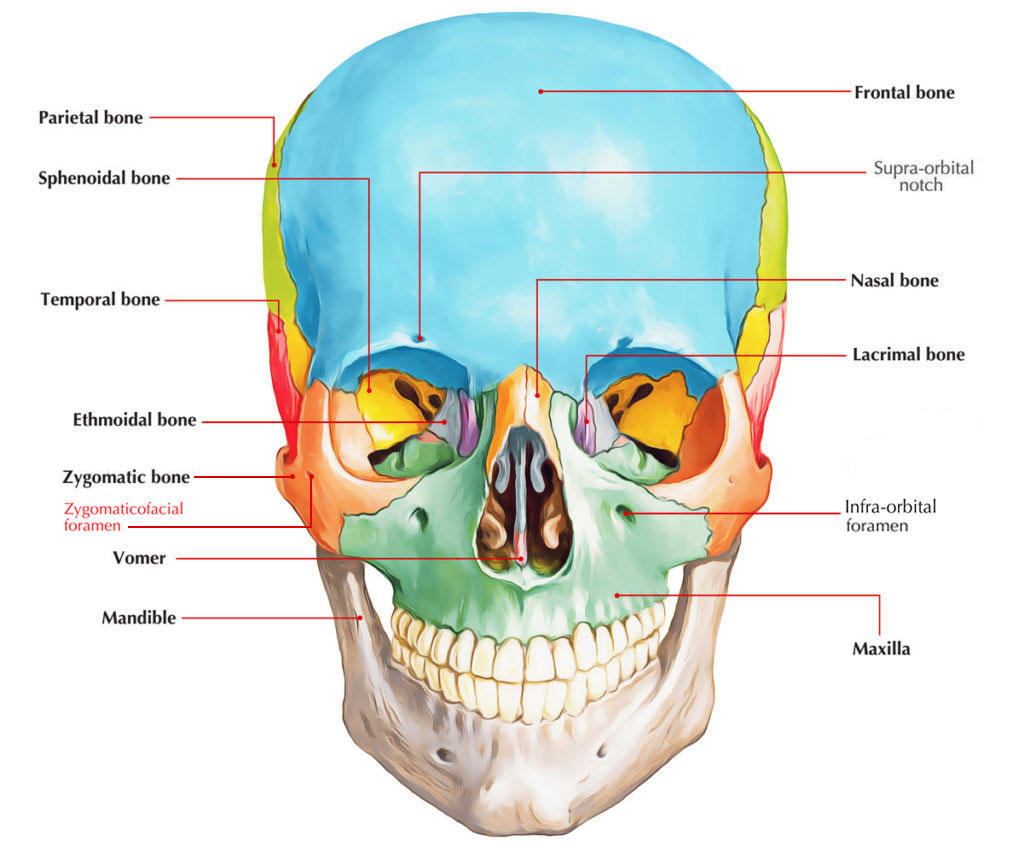 Parietal bone
Sphenoidal bone
Temporal bone
Ethmoidal bone
Zygomatic bone
Zygomaticofacial
foramen
Vomer
Mandible
Frontal bone
Supra-orbital
notch
Nasal bone
Lacrimal bone
Infra-orbital
foramen
Maxilla